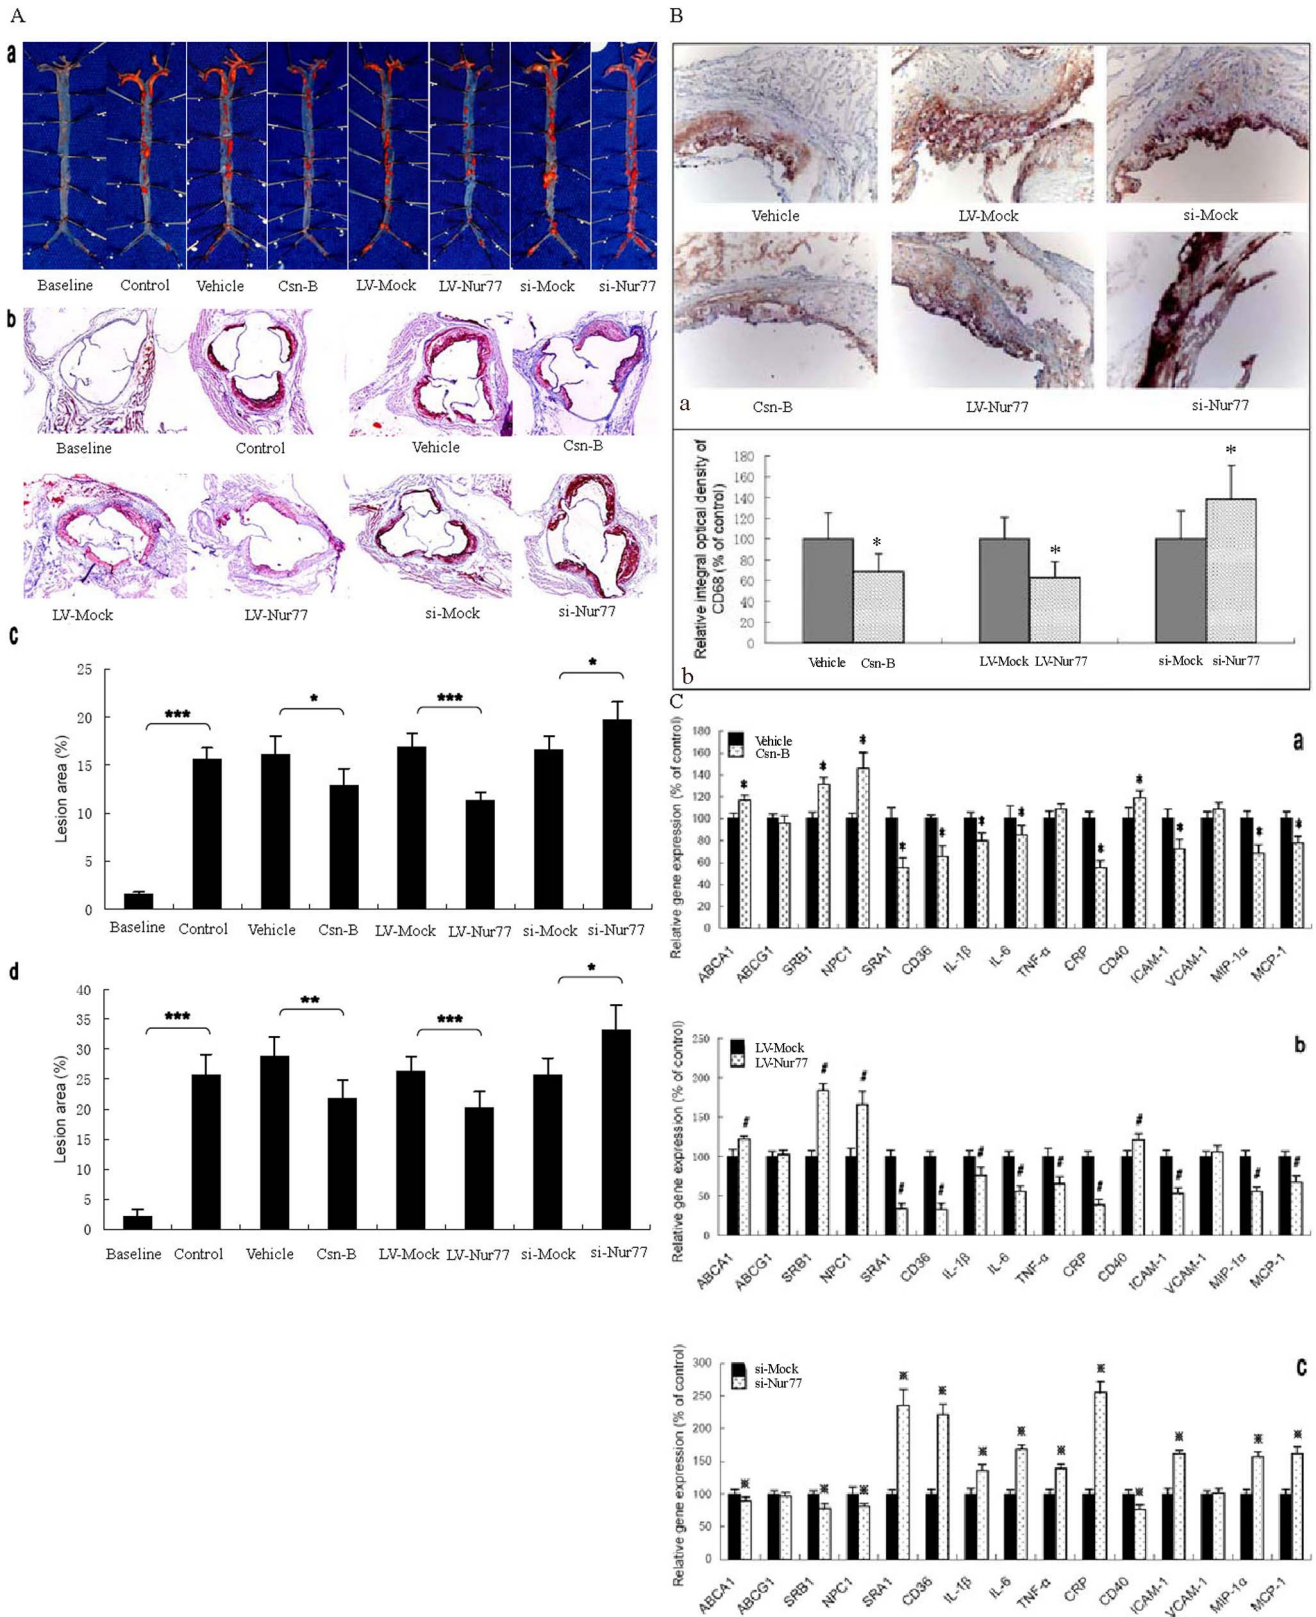 A
a
Baseline Control Vehicle Csn-B LV-Mock LV-Nur77 si-Mock si-Nur77
b
Baseline Control Vehicle Csn-B
LV-Mock LV-Nur77 si-Mock si-Nur77
c
Lesion area (%)
25
20
15
10
5
0
*** * *** *
Baseline Control Vehicle Csn-B LV-Mock LV-Nur77 si-Mock si-Nur77
d
Lesion area (%)
40
35
30
25
20
15
10
5
0
*** ** *** *
Baseline Control Vehicle Csn-B LV-Mock LV-Nur77 si-Mock si-Nur77
B
Vehicle LV-Mock si-Mock
Csn-B LV-Nur77 si-Nur77
a
Relative integral optical density of
CD68 (% of control)
180
160
140
120
100
80
60
40
20
0
* * *
Vehicle Csn-B LV-Mock LV-Nur77 si-Mock si-Nur77
b
C
a
Relative gene expression (% of control)
180
160
140
120
100
80
60
40
20
0
Vehicle
Csn-B
ABCA1 ABCG1 SRB1 NPC1 SRA1 CD36 IL-1β IL-6 TNF-α CRP CD40 ICAM-1 VCAM-1 MIP-1α MCP-1
b
Relative gene expression (% of control)
250
200
150
100
50
0
LV-Mock
LV-Nur77
# # # # # # # # # # # # #
ABCA1 ABCG1 SRB1 NPC1 SRA1 CD36 IL-1β IL-6 TNF-α CRP CD40 ICAM-1 VCAM-1 MIP-1α MCP-1
c
Relative gene expression (% of control)
300
250
200
150
100
50
0
si-Mock
si-Nur77
※ ※ ※ ※ ※ ※ ※ ※ ※ ※ ※ ※ ※
ABCA1 ABCG1 SRB1 NPC1 SRA1 CD36 IL-1β IL-6 TNF-α CRP CD40 ICAM-1 VCAM-1 MIP-1α MCP-1